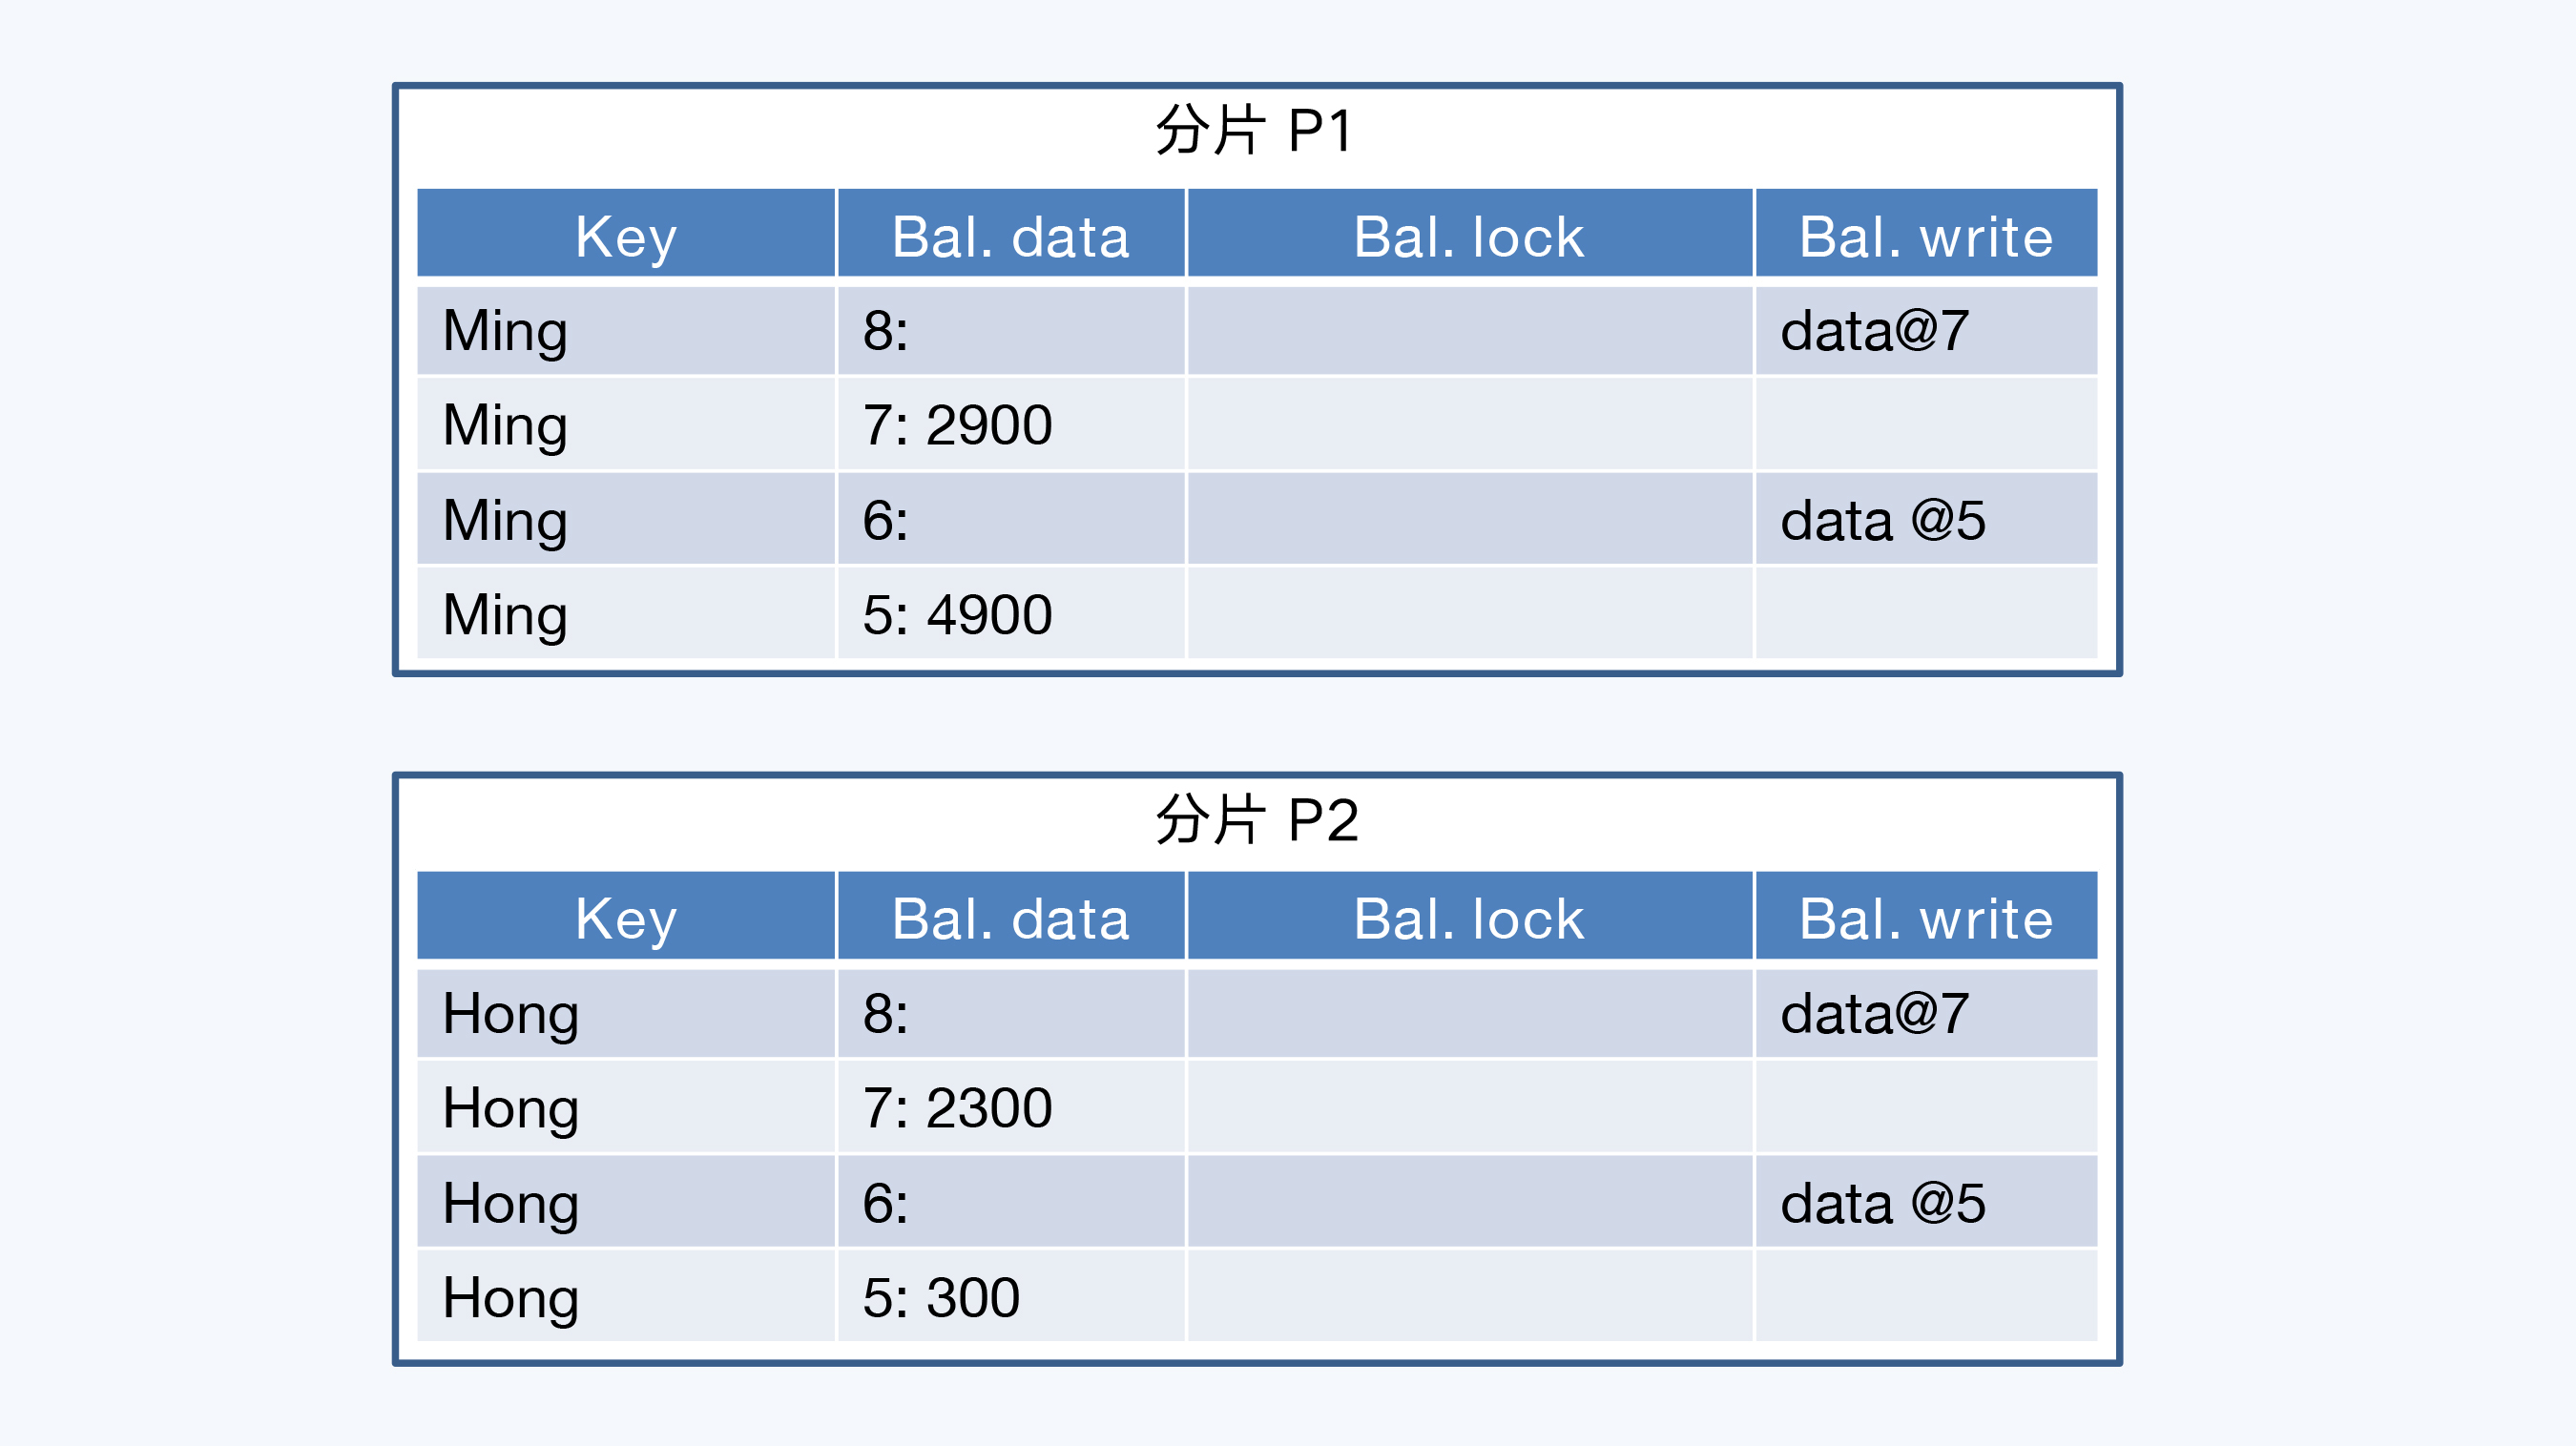 分片 P1
Key Bal. data Bal. lock Bal. write
Ming 8: data@7
Ming 7: 2900
Ming 6: data @5
Ming 5: 4900
分片 P2
Key Bal. data Bal. lock Bal. write
Hong 8: data@7
Hong 7: 2300
Hong 6: data @5
Hong 5: 300